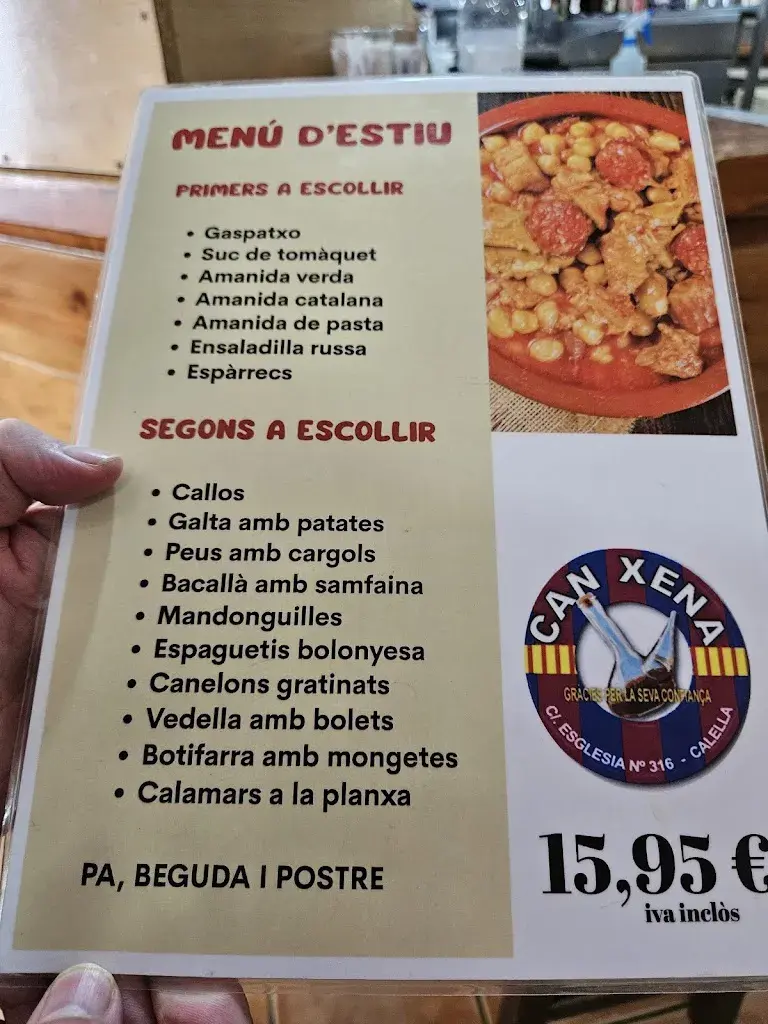 MENÚ D'ESTIU
PRIMERS A ESCOLLIR
• Gaspatxo
• Suc de tomàquet
• Amanida verda
• Amanida catalana
• Amanida de pasta
• Ensaladilla russa
• Espàrrecs
SEGONS A ESCOLLIR
• Callos
• Galta amb patates
• Peus amb cargols
• Bacallà amb samfaina
• Mandonguilles
• Espaguetis bolonyesa
• Canelons gratinats
• Vedella amb bolets
• Botifarra amb mongetes
• Calamars a la planxa
PA, BEGUDA I POSTRE
CAN XENA
GRACIES PER LA SEVA CONFIANÇA
C/. ESGLESIA Nº 316 - CALELLA
15,95 €
iva inclòs